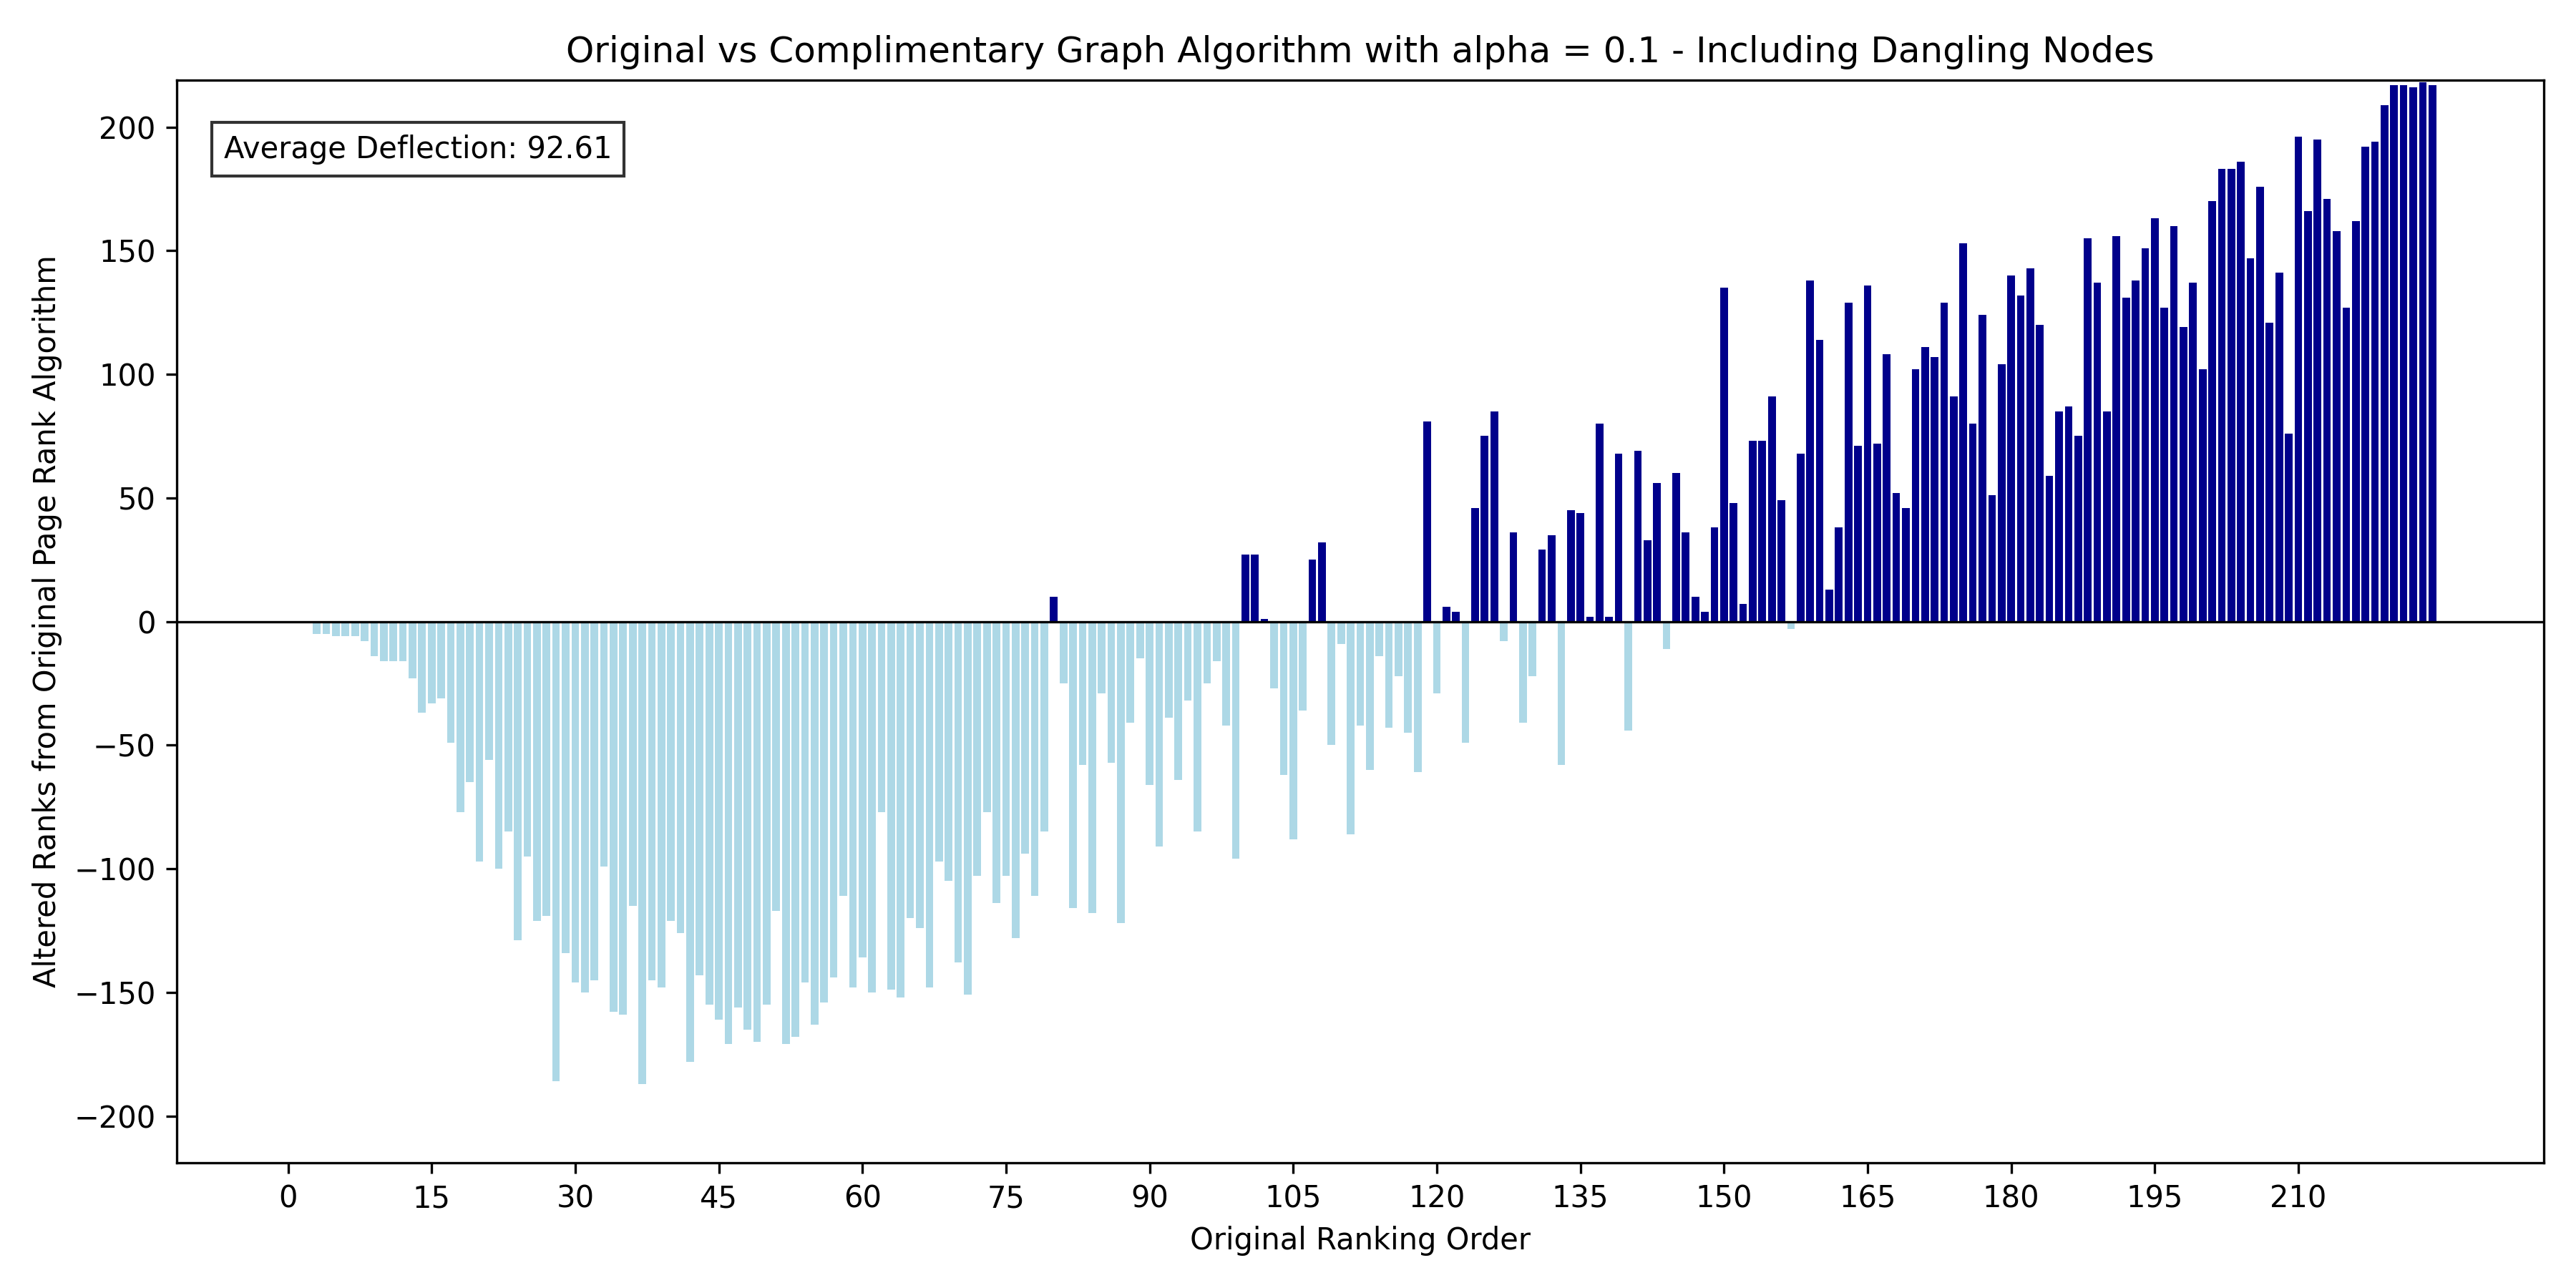 Original vs Complimentary Graph Algorithm with alpha = 0.1 - Including Dangling Nodes
Average Deflection: 92.61
Altered Ranks from Original Page Rank Algorithm
200
150
100
50
0
−50
−100
−150
−200
0 15 30 45 60 75 90 105 120 135 150 165 180 195 210
Original Ranking Order